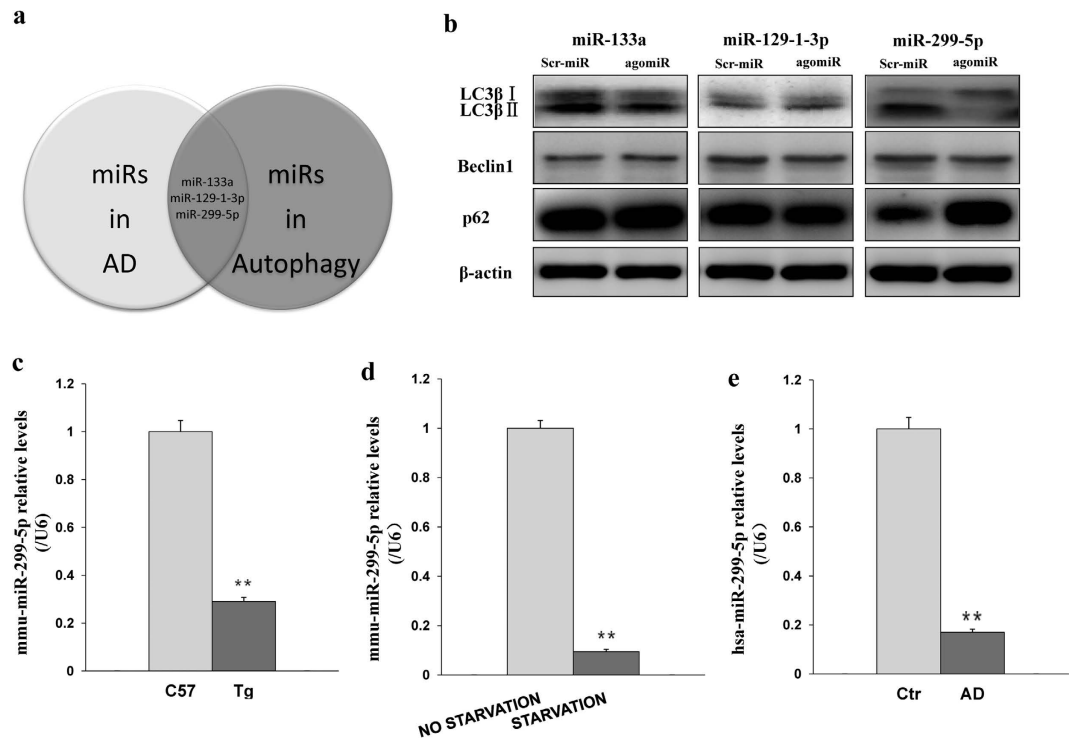 a
miRs
in
AD
miR-133a
miR-129-1-3p
miR-299-5p
miRs
in
Autophagy
b
miR-133a miR-129-1-3p miR-299-5p
Scr-miR agomiR Scr-miR agomiR Scr-miR agomiR
LC3β Ⅰ
LC3β Ⅱ
Beclin1
p62
β-actin
c
mmu-miR-299-5p relative levels
(/U6)
1.2
1
0.8
0.6
0.4
0.2
0
**
C57 Tg
d
mmu-miR-299-5p relative levels
(/U6)
1.2
1
0.8
0.6
0.4
0.2
0
**
NO STARVATION STARVATION
e
hsa-miR-299-5p relative levels
(/U6)
1.2
1
0.8
0.6
0.4
0.2
0
**
Ctr AD